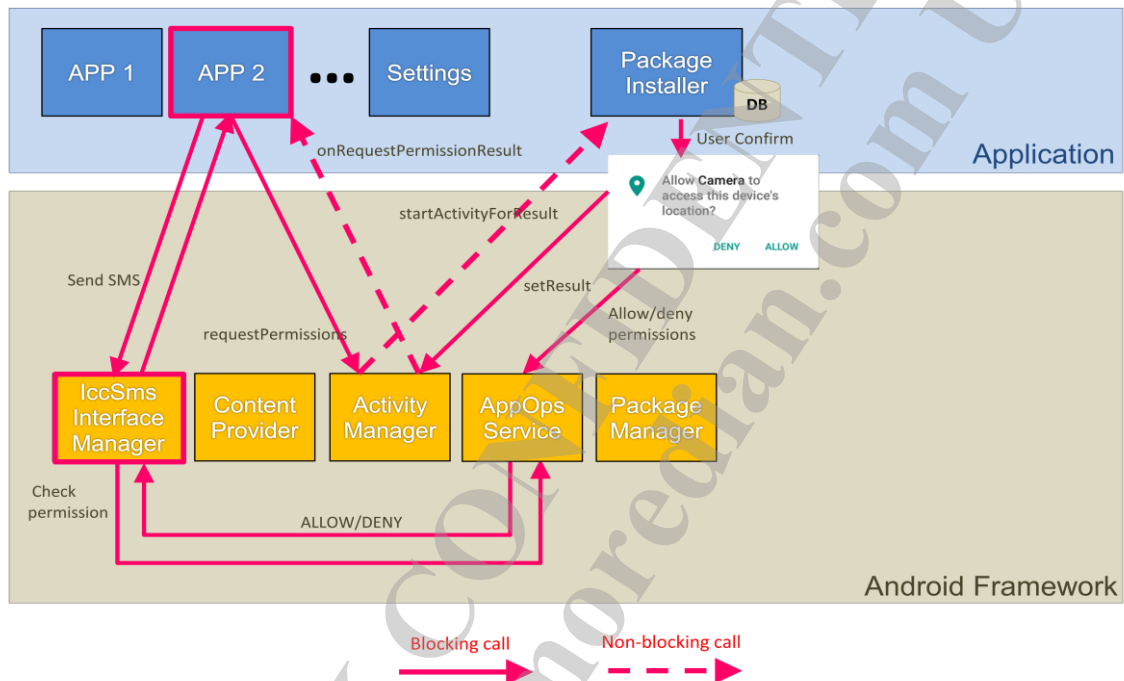 APP 1
APP 2
Settings
Package
Installer
DB
User Confirm
Application
onRequestPermissionResult
Allow Camera to
access this device's
location?
DENY ALLOW
startActivityForResult
Send SMS
setResult
requestPermissions
Allow/deny
permissions
IccSms
Interface
Manager
Content
Provider
Activity
Manager
AppOps
Service
Package
Manager
Check
permission
ALLOW/DENY
Android Framework
Blocking call
Non-blocking call